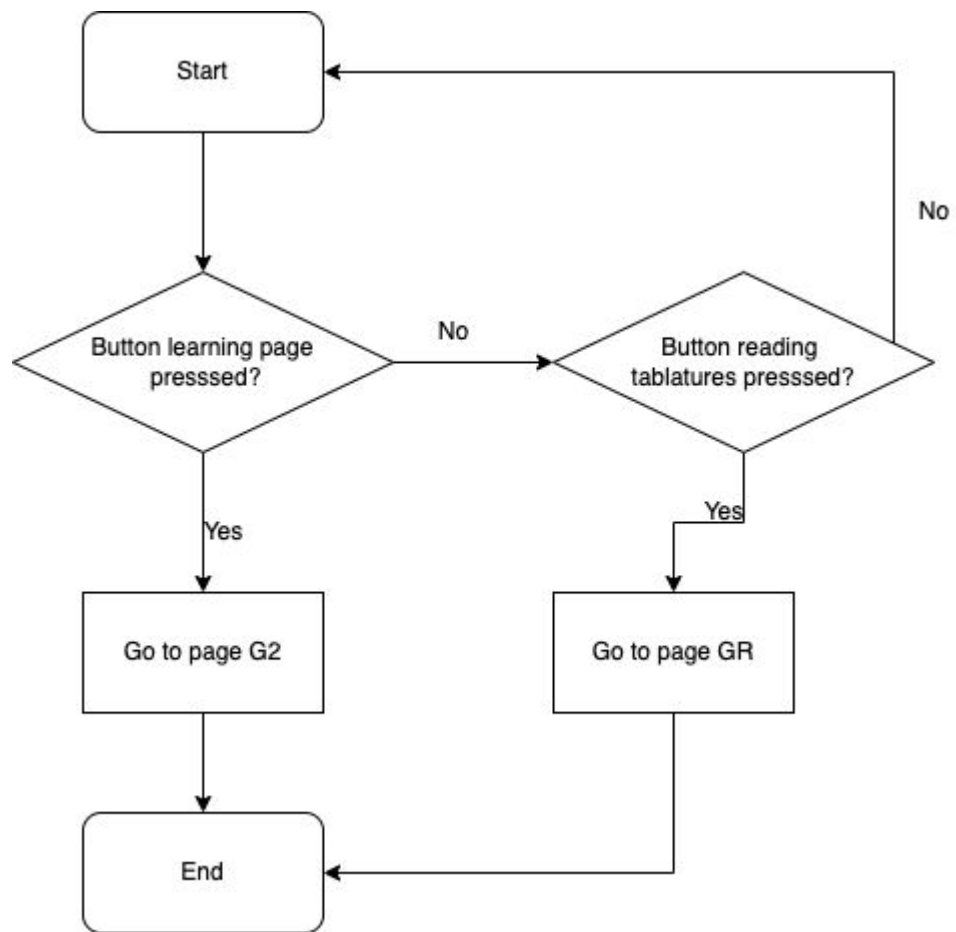 Start
No
Button learning page
presssed?
No
Button reading
tablatures presssed?
Yes
Yes
Go to page G2
Go to page GR
End